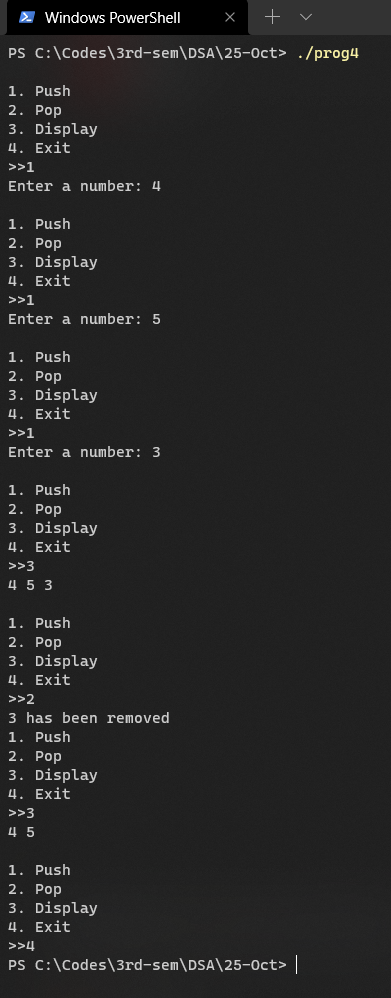 Windows PowerShell
PS C:\Codes\3rd-sem\DSA\25-Oct> ./prog4
1. Push
2. Pop
3. Display
4. Exit
>>1
Enter a number: 4
1. Push
2. Pop
3. Display
4. Exit
>>1
Enter a number: 5
1. Push
2. Pop
3. Display
4. Exit
>>1
Enter a number: 3
1. Push
2. Pop
3. Display
4. Exit
>>3
4 5 3
1. Push
2. Pop
3. Display
4. Exit
>>2
3 has been removed
1. Push
2. Pop
3. Display
4. Exit
>>3
4 5
1. Push
2. Pop
3. Display
4. Exit
>>4
PS C:\Codes\3rd-sem\DSA\25-Oct>